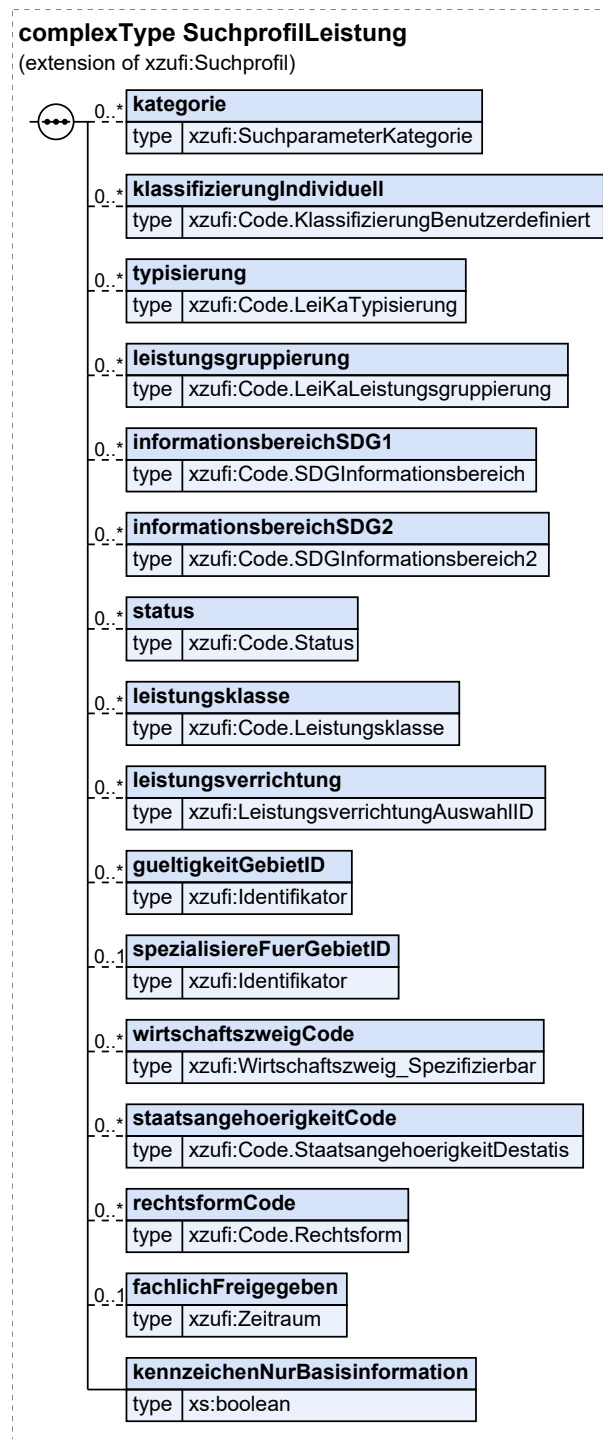 complexType SuchprofilLeistung
(extension of xzufi:Suchprofil)
0..* kategorie
type xzufi:SuchparameterKategorie
0..* klassifizierungIndividuell
type xzufi:Code.KlassifizierungBenutzerdefiniert
0..* typisierung
type xzufi:Code.LeiKaTypisierung
0..* leistungsgruppierung
type xzufi:Code.LeiKaLeistungsgruppierung
0..* informationsbereichSDG1
type xzufi:Code.SDGInformationsbereich
0..* informationsbereichSDG2
type xzufi:Code.SDGInformationsbereich2
0..* status
type xzufi:Code.Status
0..* leistungsklasse
type xzufi:Code.Leistungsklasse
0..* leistungsverrichtung
type xzufi:LeistungsverrichtungAuswahlID
0..* gueltigkeitGebietID
type xzufi:Identifikator
0..1 spezialisiereFuerGebietID
type xzufi:Identifikator
0..* wirtschaftszweigCode
type xzufi:Wirtschaftszweig_Spezifizierbar
0..* staatsangehoerigkeitCode
type xzufi:Code.StaatsangehoerigkeitDestatis
0..* rechtsformCode
type xzufi:Code.Rechtsform
0..1 fachlichFreigegeben
type xzufi:Zeitraum
kennzeichenNurBasisinformation
type xs:boolean